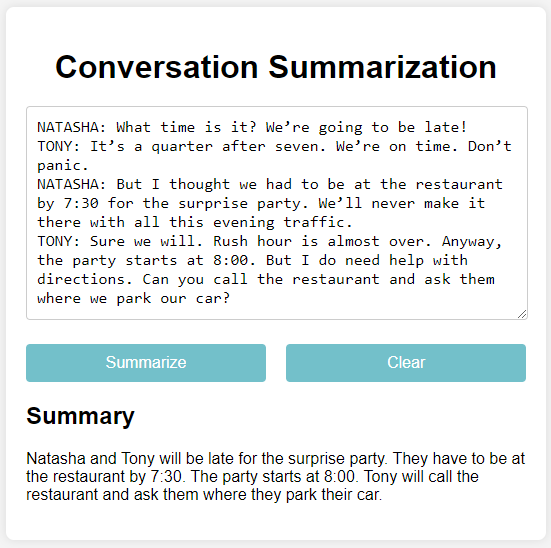 Conversation Summarization
NATASHA: What time is it? We’re going to be late!
TONY: It’s a quarter after seven. We’re on time. Don’t
panic.
NATASHA: But I thought we had to be at the restaurant
by 7:30 for the surprise party. We’ll never make it
there with all this evening traffic.
TONY: Sure we will. Rush hour is almost over. Anyway,
the party starts at 8:00. But I do need help with
directions. Can you call the restaurant and ask them
where we park our car?
Summarize
Clear
Summary
Natasha and Tony will be late for the surprise party. They have to be at
the restaurant by 7:30. The party starts at 8:00. Tony will call the
restaurant and ask them where they park their car.